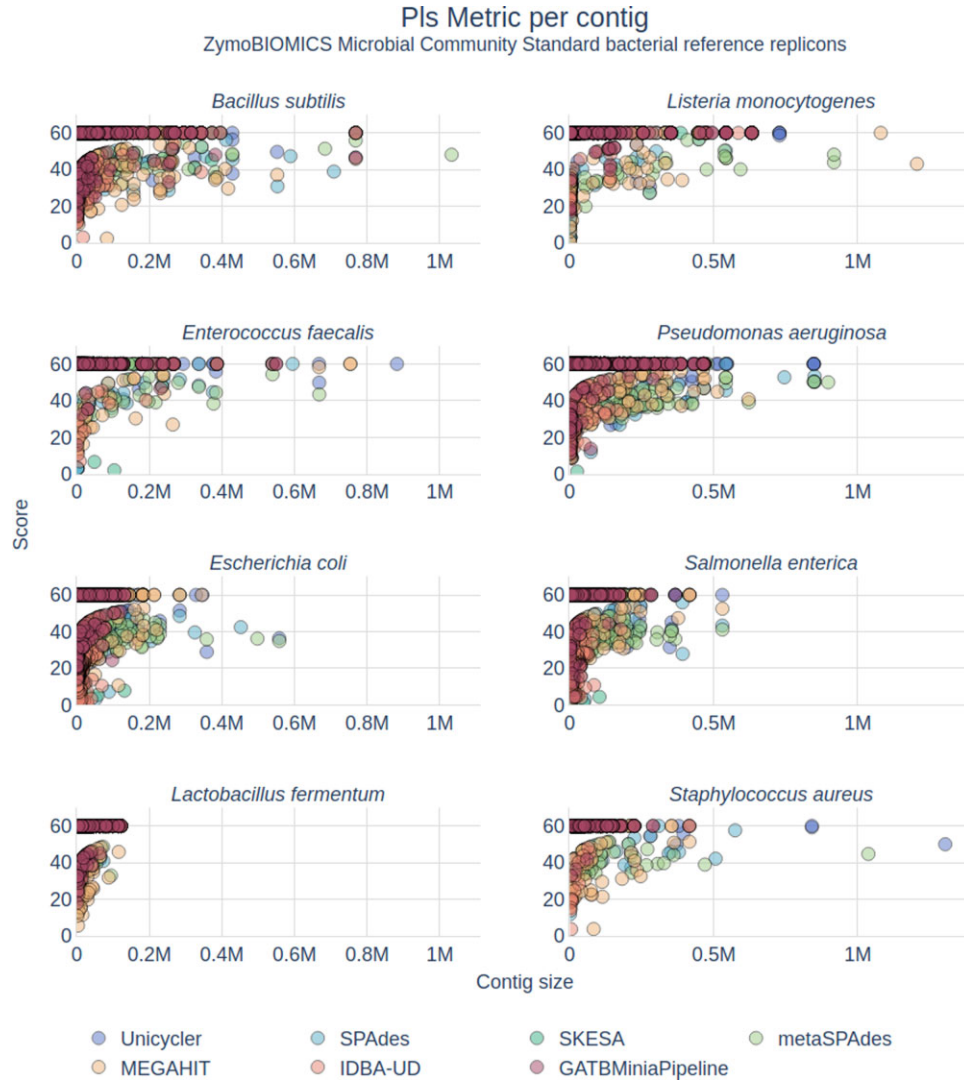 Pls Metric per contig
ZymoBIOMICS Microbial Community Standard bacterial reference replicons
Bacillus subtilis
Listeria monocytogenes
60
40
20
0
0 0.2M 0.4M 0.6M 0.8M 1M
60
40
20
0
0 0.5M 1M
Enterococcus faecalis
Pseudomonas aeruginosa
60
40
20
0
0 0.2M 0.4M 0.6M 0.8M 1M
60
40
20
0
0 0.5M 1M
Score
Escherichia coli
Salmonella enterica
60
40
20
0
0 0.2M 0.4M 0.6M 0.8M 1M
60
40
20
0
0 0.5M 1M
Lactobacillus fermentum
Staphylococcus aureus
60
40
20
0
0 0.2M 0.4M 0.6M 0.8M 1M
60
40
20
0
0 0.5M 1M
Contig size
Unicycler SPAdes SKESA metaSPAdes
MEGAHIT IDBA-UD GATBMiniaPipeline